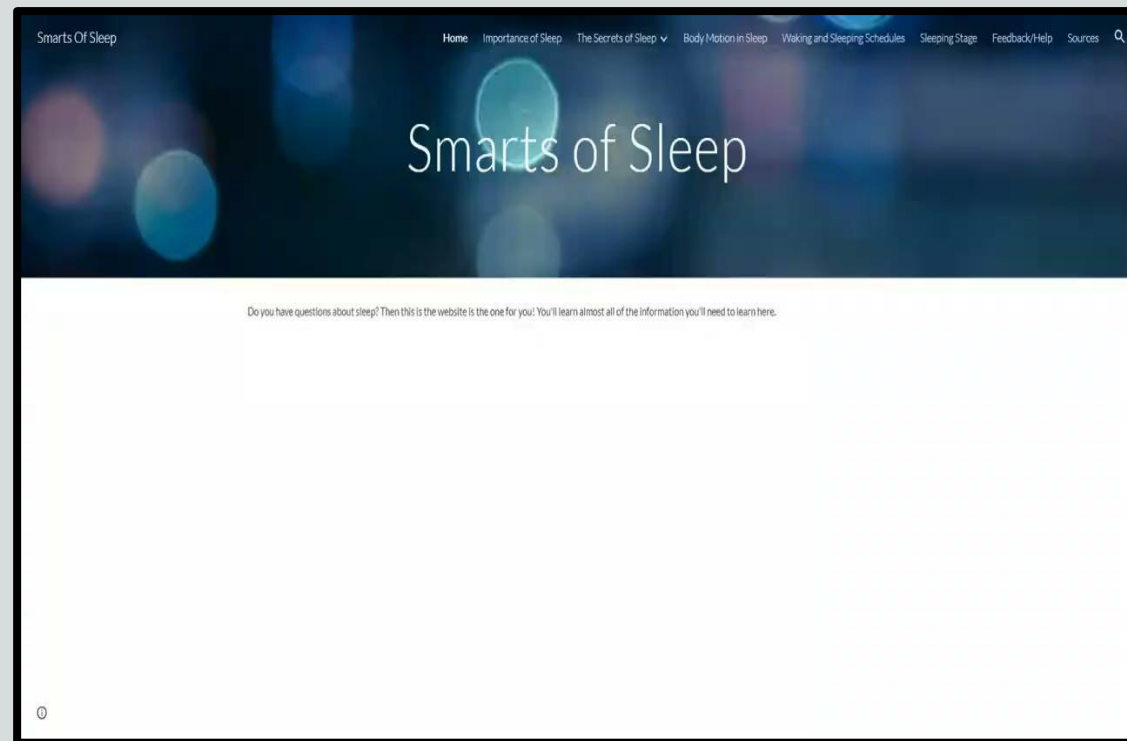 Smarts Of Sleep
Home Importance of Sleep The Secrets of Sleep Body Motion in Sleep Waking and Sleeping Schedules Sleeping Stage Feedback/Help Sources
Smarts of Sleep
Do you have questions about sleep? Then this is the website is the one for you! You'll learn almost all of the information you'll need to learn here.